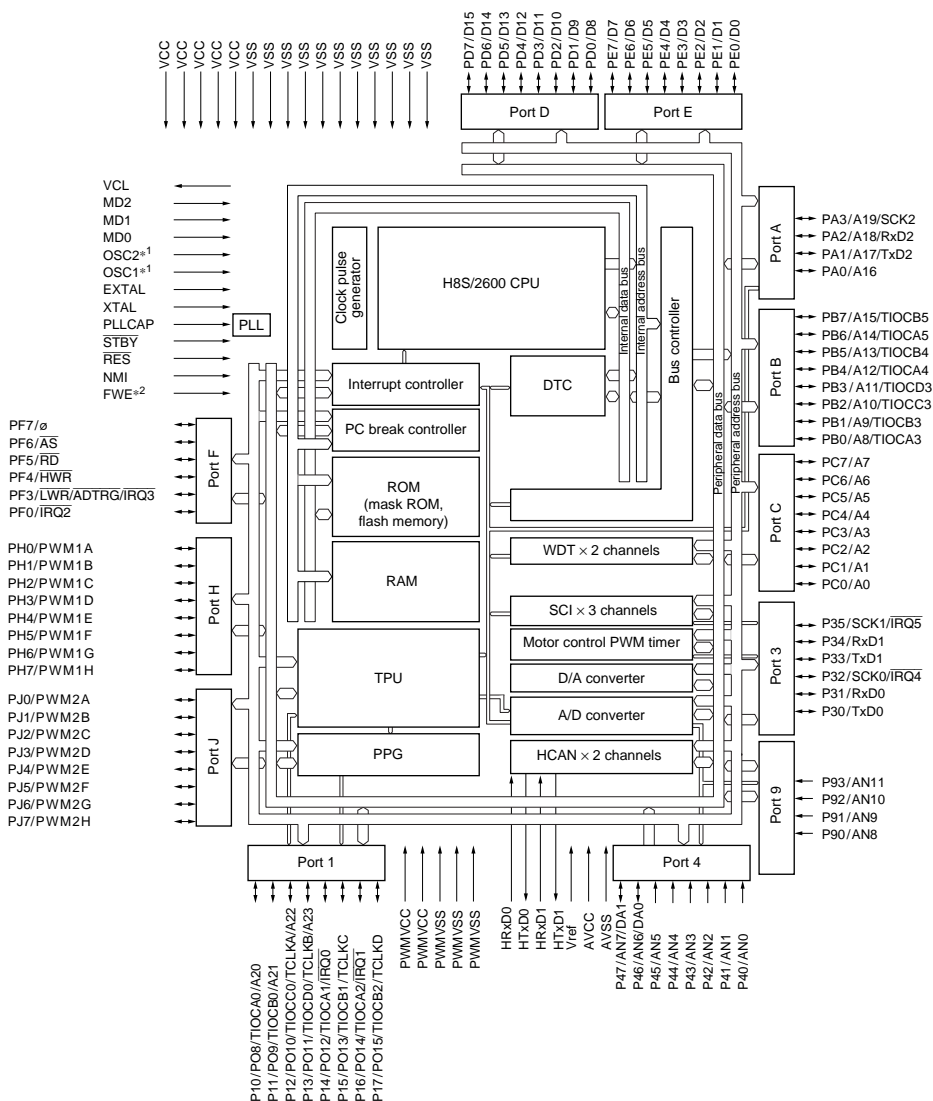 VCC
VCC
VCC
VCC
VCC
VSS
VSS
VSS
VSS
VSS
VSS
VSS
VSS
VSS
VSS
VSS
PD7/D15
PD6/D14
PD5/D13
PD4/D12
PD3/D11
PD2/D10
PD1/D9
PD0/D8
PE7/D7
PE6/D6
PE5/D5
PE4/D4
PE3/D3
PE2/D2
PE1/D1
PE0/D0
Port D
Port E
VCL
MD2
MD1
MD0
OSC2*1
OSC1*1
EXTAL
XTAL
PLLCAP
STBY
RES
NMI
FWE*2
PLL
Clock pulse generator
H8S/2600 CPU
Internal data bus
Internal address bus
Bus controller
Peripheral data bus
Peripheral address bus
Port A
PA3/A19/SCK2
PA2/A18/RxD2
PA1/A17/TxD2
PA0/A16
Port B
PB7/A15/TIOCB5
PB6/A14/TIOCA5
PB5/A13/TIOCB4
PB4/A12/TIOCA4
PB3/A11/TIOCD3
PB2/A10/TIOCC3
PB1/A9/TIOCB3
PB0/A8/TIOCA3
Interrupt controller
DTC
PC break controller
ROM
(mask ROM,
flash memory)
RAM
TPU
PPG
WDT × 2 channels
SCI × 3 channels
Motor control PWM timer
D/A converter
A/D converter
HCAN × 2 channels
Port F
PF7/ø
PF6/AS
PF5/RD
PF4/HWR
PF3/LWR/ADTRG/IRQ3
PF0/IRQ2
Port H
PH0/PWM1A
PH1/PWM1B
PH2/PWM1C
PH3/PWM1D
PH4/PWM1E
PH5/PWM1F
PH6/PWM1G
PH7/PWM1H
Port J
PJ0/PWM2A
PJ1/PWM2B
PJ2/PWM2C
PJ3/PWM2D
PJ4/PWM2E
PJ5/PWM2F
PJ6/PWM2G
PJ7/PWM2H
Port C
PC7/A7
PC6/A6
PC5/A5
PC4/A4
PC3/A3
PC2/A2
PC1/A1
PC0/A0
Port 3
P35/SCK1/IRQ5
P34/RxD1
P33/TxD1
P32/SCK0/IRQ4
P31/RxD0
P30/TxD0
Port 9
P93/AN11
P92/AN10
P91/AN9
P90/AN8
Port 1
Port 4
P10/PO8/TIOCA0/A20
P11/PO9/TIOCB0/A21
P12/PO10/TIOCC0/TCLKA/A22
P13/PO11/TIOCD0/TCLKB/A23
P14/PO12/TIOCA1/IRQ0
P15/PO13/TIOCB1/TCLKC
P16/PO14/TIOCA2/IRQ1
P17/PO15/TIOCB2/TCLKD
PWMVCC
PWMVCC
PWMVSS
PWMVSS
PWMVSS
HRxD0
HTxD0
HRxD1
HTxD1
Vref
AVCC
AVSS
P47/AN7/DA1
P46/AN6/DA0
P45/AN5
P44/AN4
P43/AN3
P42/AN2
P41/AN1
P40/AN0